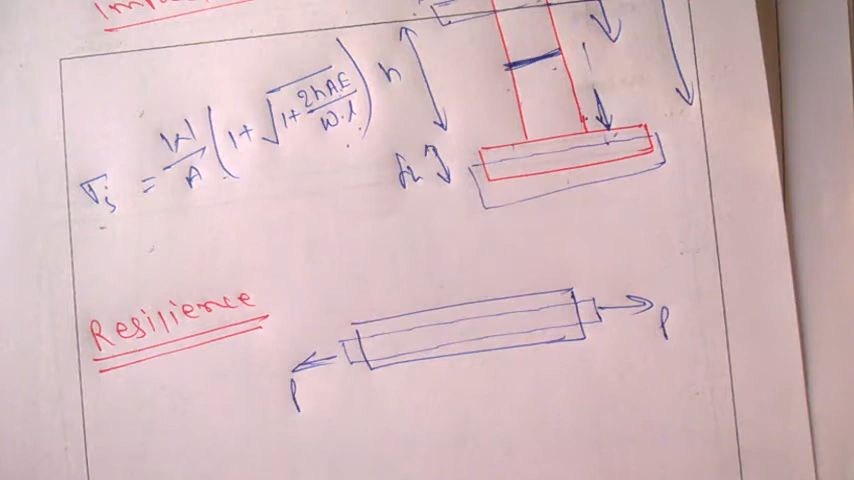 σi = W/A (1 + √(1 + 2hAE/W.l))
h
δl
Resilience
P
P